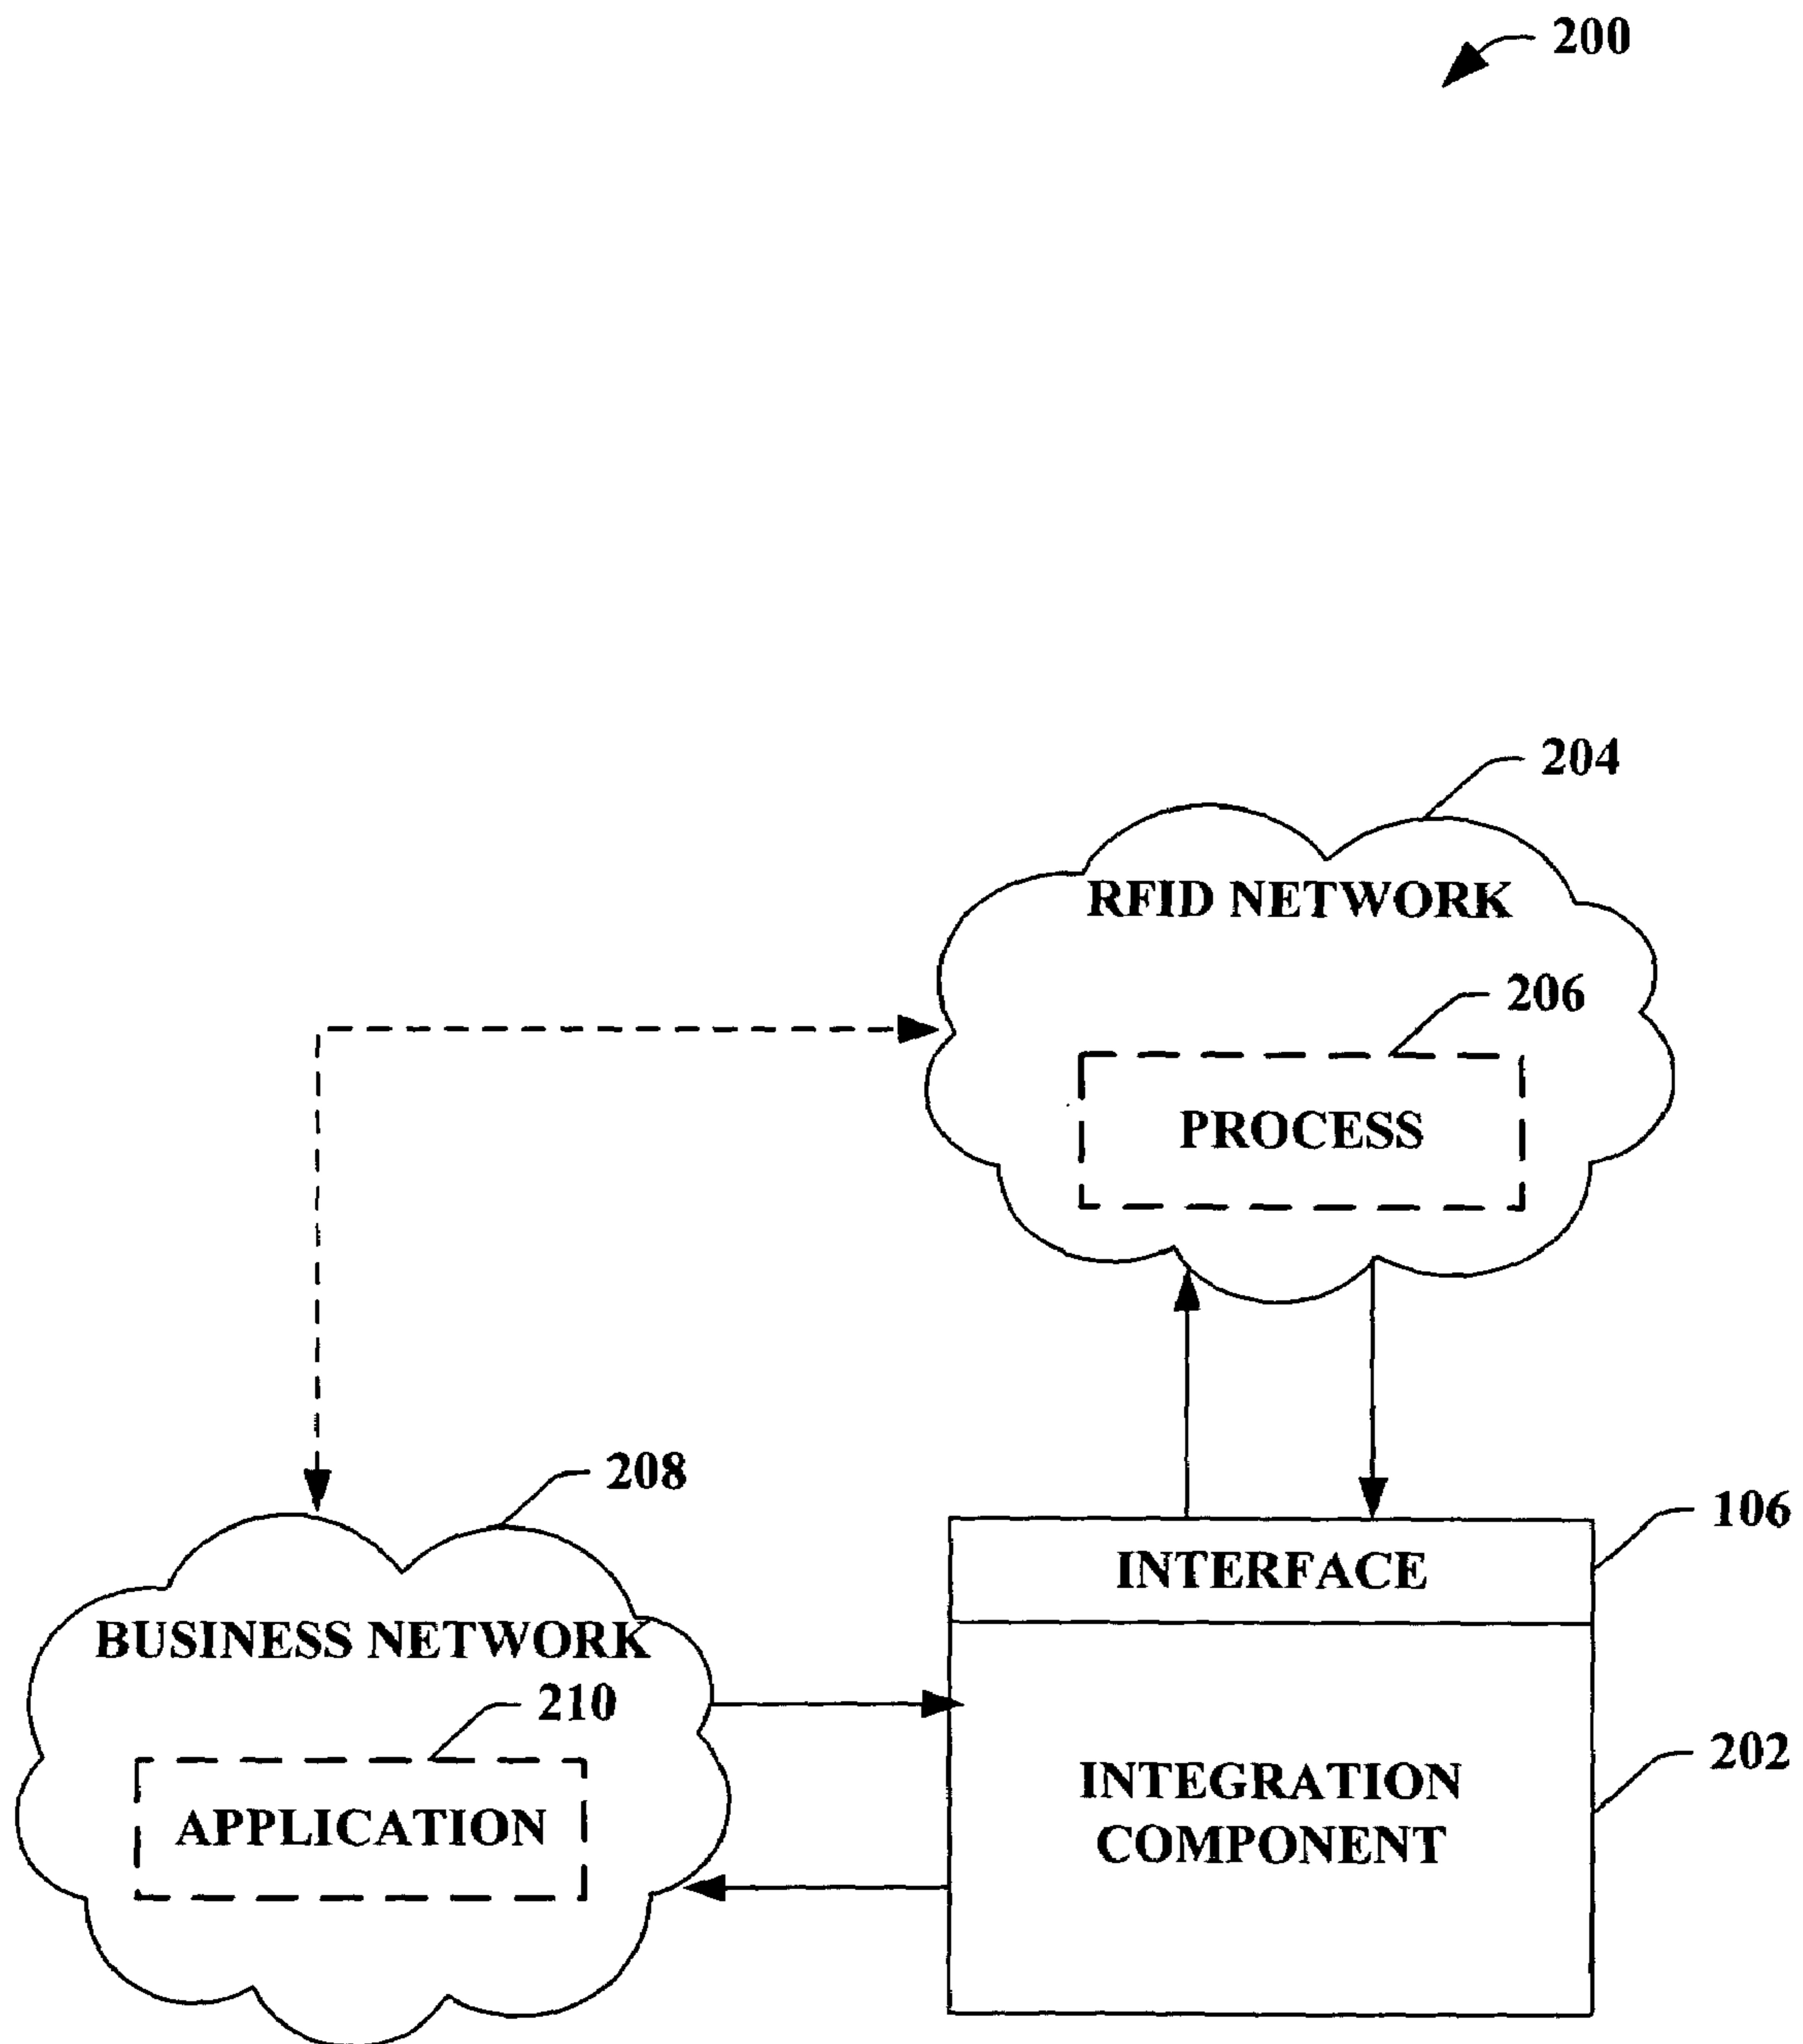 200
204
RFID NETWORK
206
PROCESS
208
106
INTERFACE
BUSINESS NETWORK
210
202
INTEGRATION
COMPONENT
APPLICATION